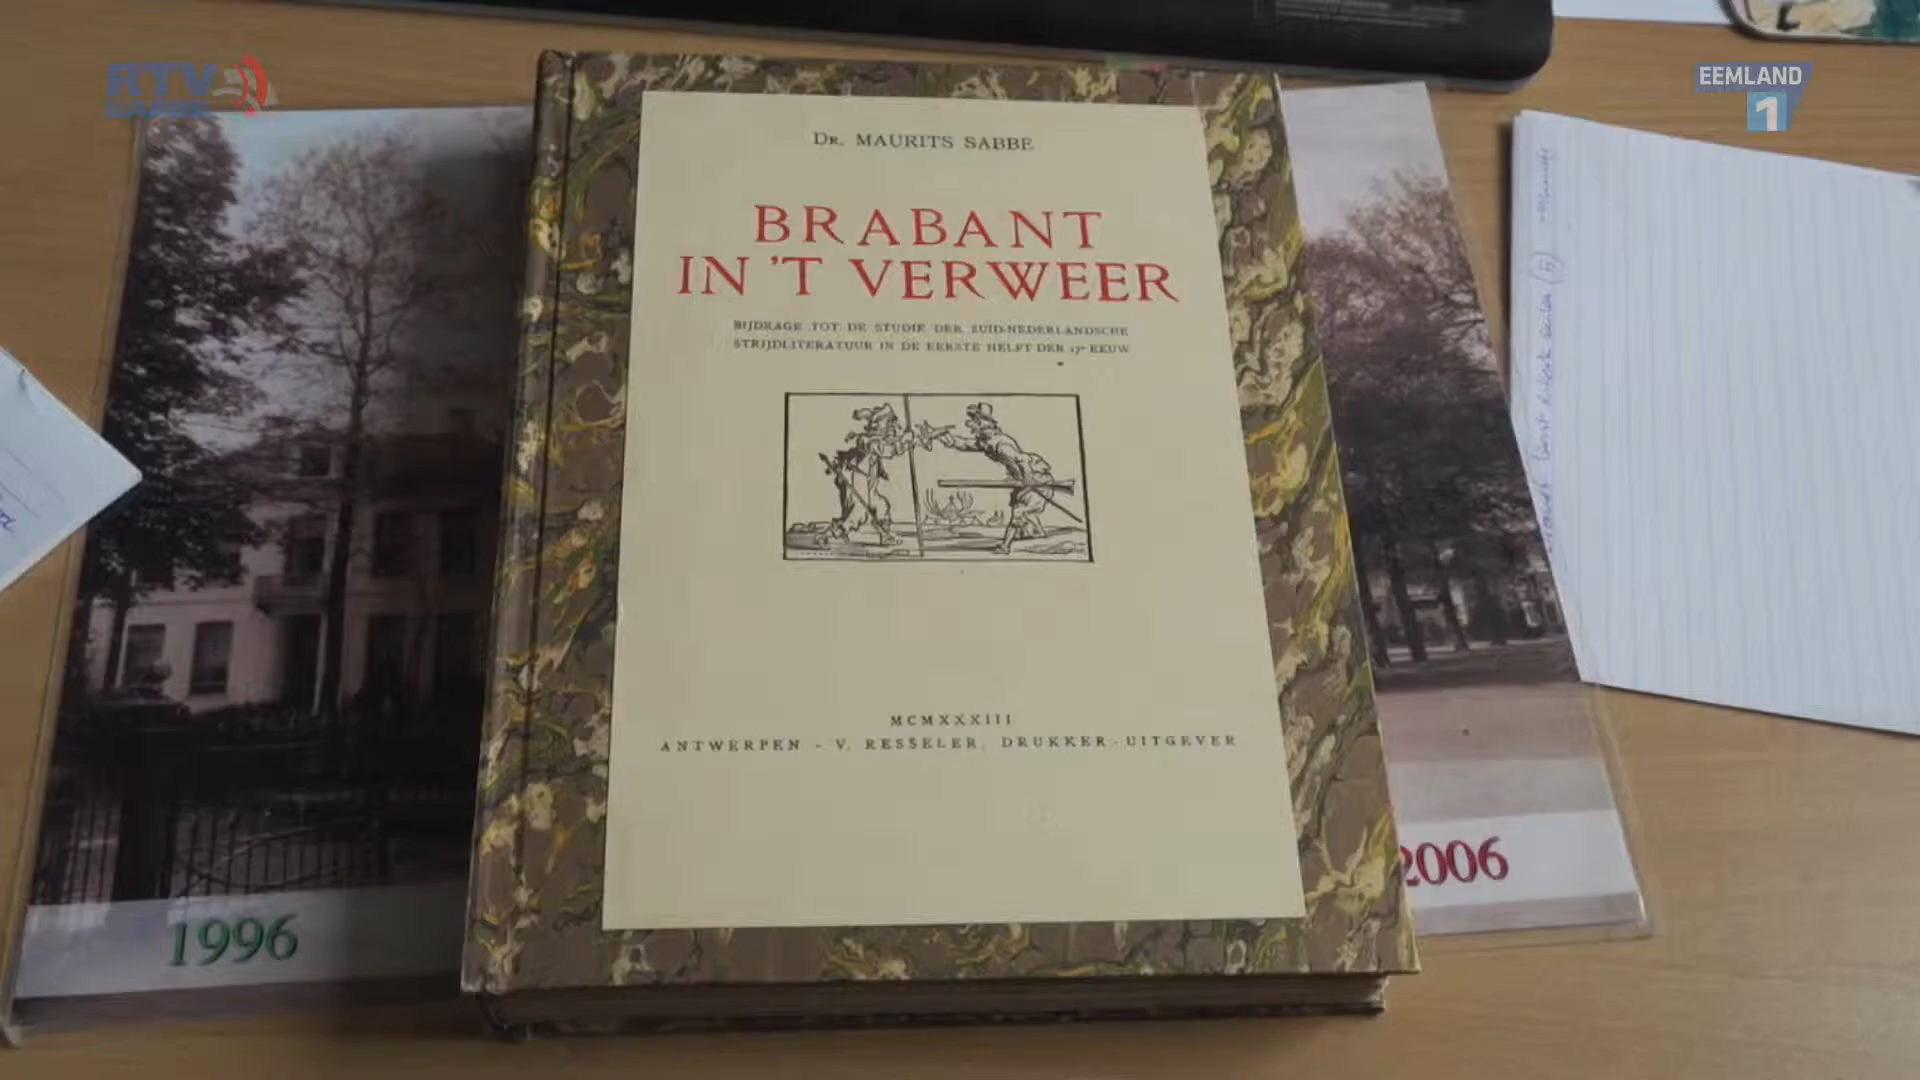 RTV
BAARN
EEMLAND
1
DR. MAURITS SABBE
BRABANT
IN 'T VERWEER
BIJDRAGE TOT DE STUDIE DER ZUID-NEDERLANDSCHE
STRIJDLITERATUUR IN DE EERSTE HELFT DER 17e EEUW
MCMXXXIII
ANTWERPEN - V. RESSELER, DRUKKER-UITGEVER
1996
2006